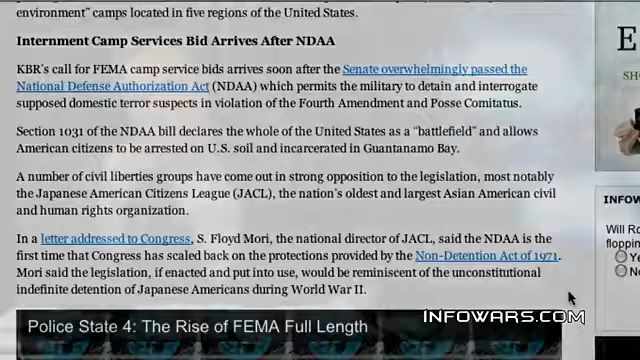 environment" camps located in five regions of the United States.
Internment Camp Services Bid Arrives After NDAA
KBR's call for FEMA camp service bids arrives soon after the Senate overwhelmingly passed the
National Defense Authorization Act (NDAA) which permits the military to detain and interrogate
supposed domestic terror suspects in violation of the Fourth Amendment and Posse Comitatus.
Section 1031 of the NDAA bill declares the whole of the United States as a "battlefield" and allows
American citizens to be arrested on U.S. soil and incarcerated in Guantanamo Bay.
A number of civil liberties groups have come out in strong opposition to the legislation, most notably
the Japanese American Citizens League (JACL), the nation's oldest and largest Asian American civil
and human rights organization.
In a letter addressed to Congress, S. Floyd Mori, the national director of JACL, said the NDAA is the
first time that Congress has scaled back on the protections provided by the Non-Detention Act of 1971.
Mori said the legislation, if enacted and put into use, would be reminiscent of the unconstitutional
indefinite detention of Japanese Americans during World War II.
Police State 4: The Rise of FEMA Full Length
INFOWARS.COM
E
SHO
INFOW
Will Ro
floppin
Ye
No